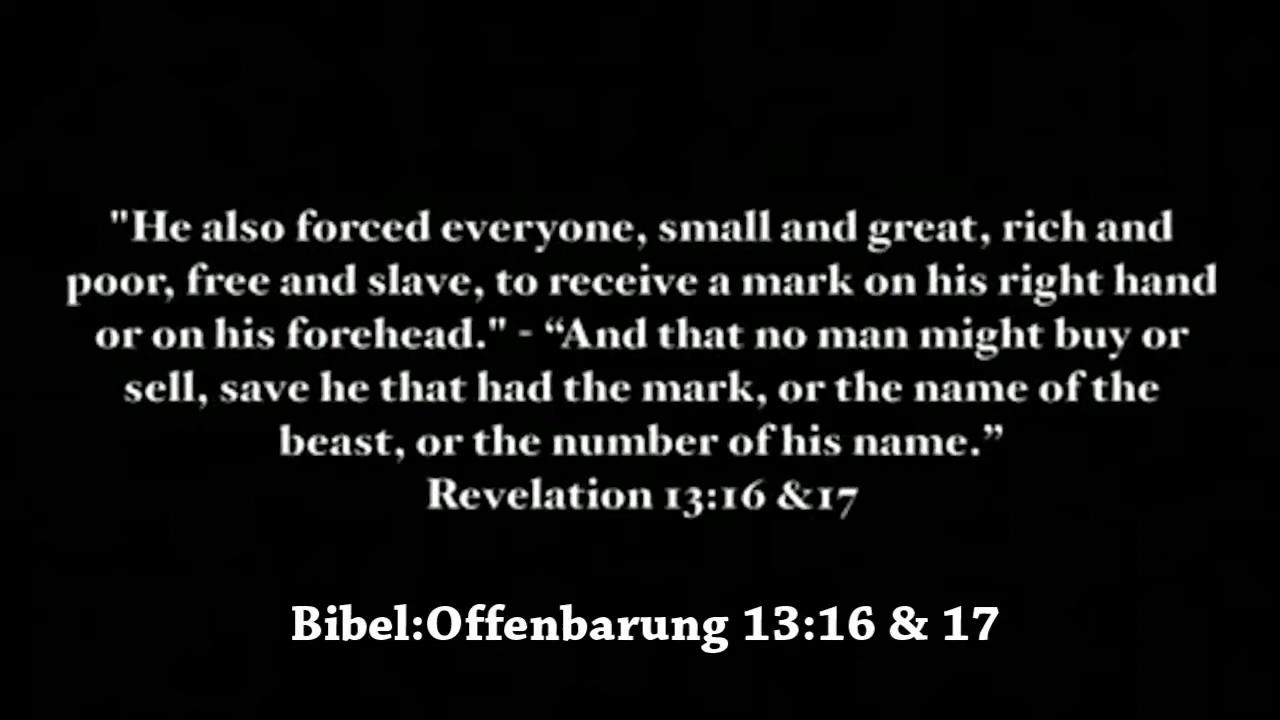 "He also forced everyone, small and great, rich and
poor, free and slave, to receive a mark on his right hand
or on his forehead." - “And that no man might buy or
sell, save he that had the mark, or the name of the
beast, or the number of his name.”
Revelation 13:16 &17
Bibel:Offenbarung 13:16 & 17